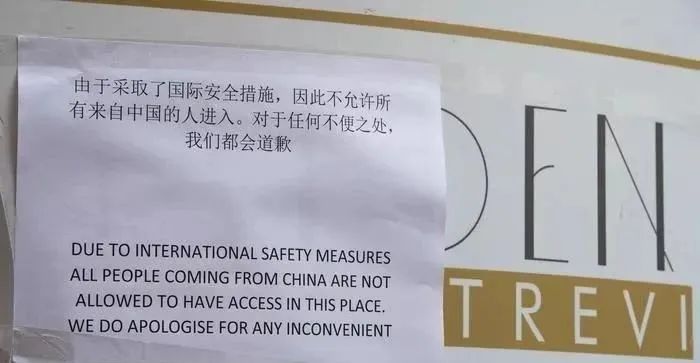 由于采取了国际安全措施，因此不允许所
有来自中国的人进入。对于任何不便之处，
我们都会道歉
DUE TO INTERNATIONAL SAFETY MEASURES
ALL PEOPLE COMING FROM CHINA ARE NOT
ALLOWED TO HAVE ACCESS IN THIS PLACE.
WE DO APOLOGISE FOR ANY INCONVENIENT
DEN
TREVI